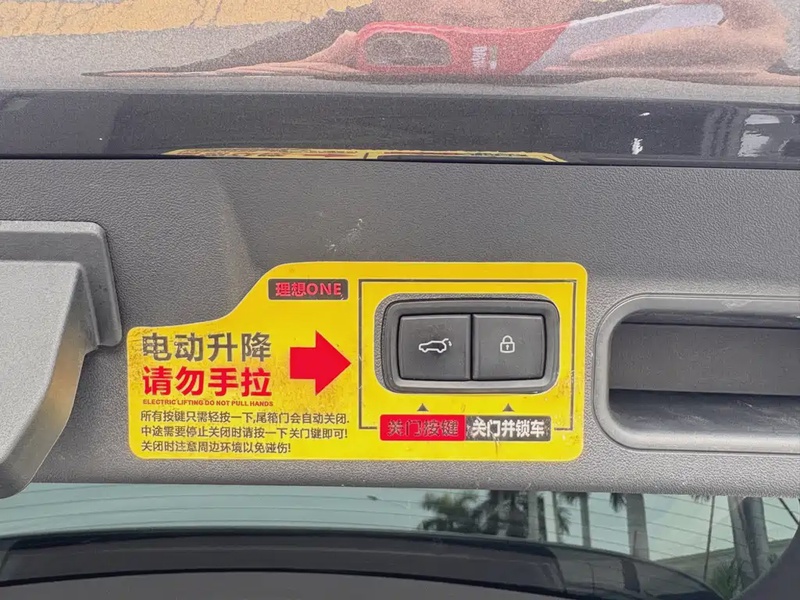 理想ONE
电动升降
请勿手拉
ELECTRIC LIFTING DO NOT PULL HANDS
所有按键只需轻按一下,尾箱门会自动关闭.
中途需要停止关闭时请按一下关门键即可!
关闭时注意周边环境以免碰伤!
关门按键
关门并锁车